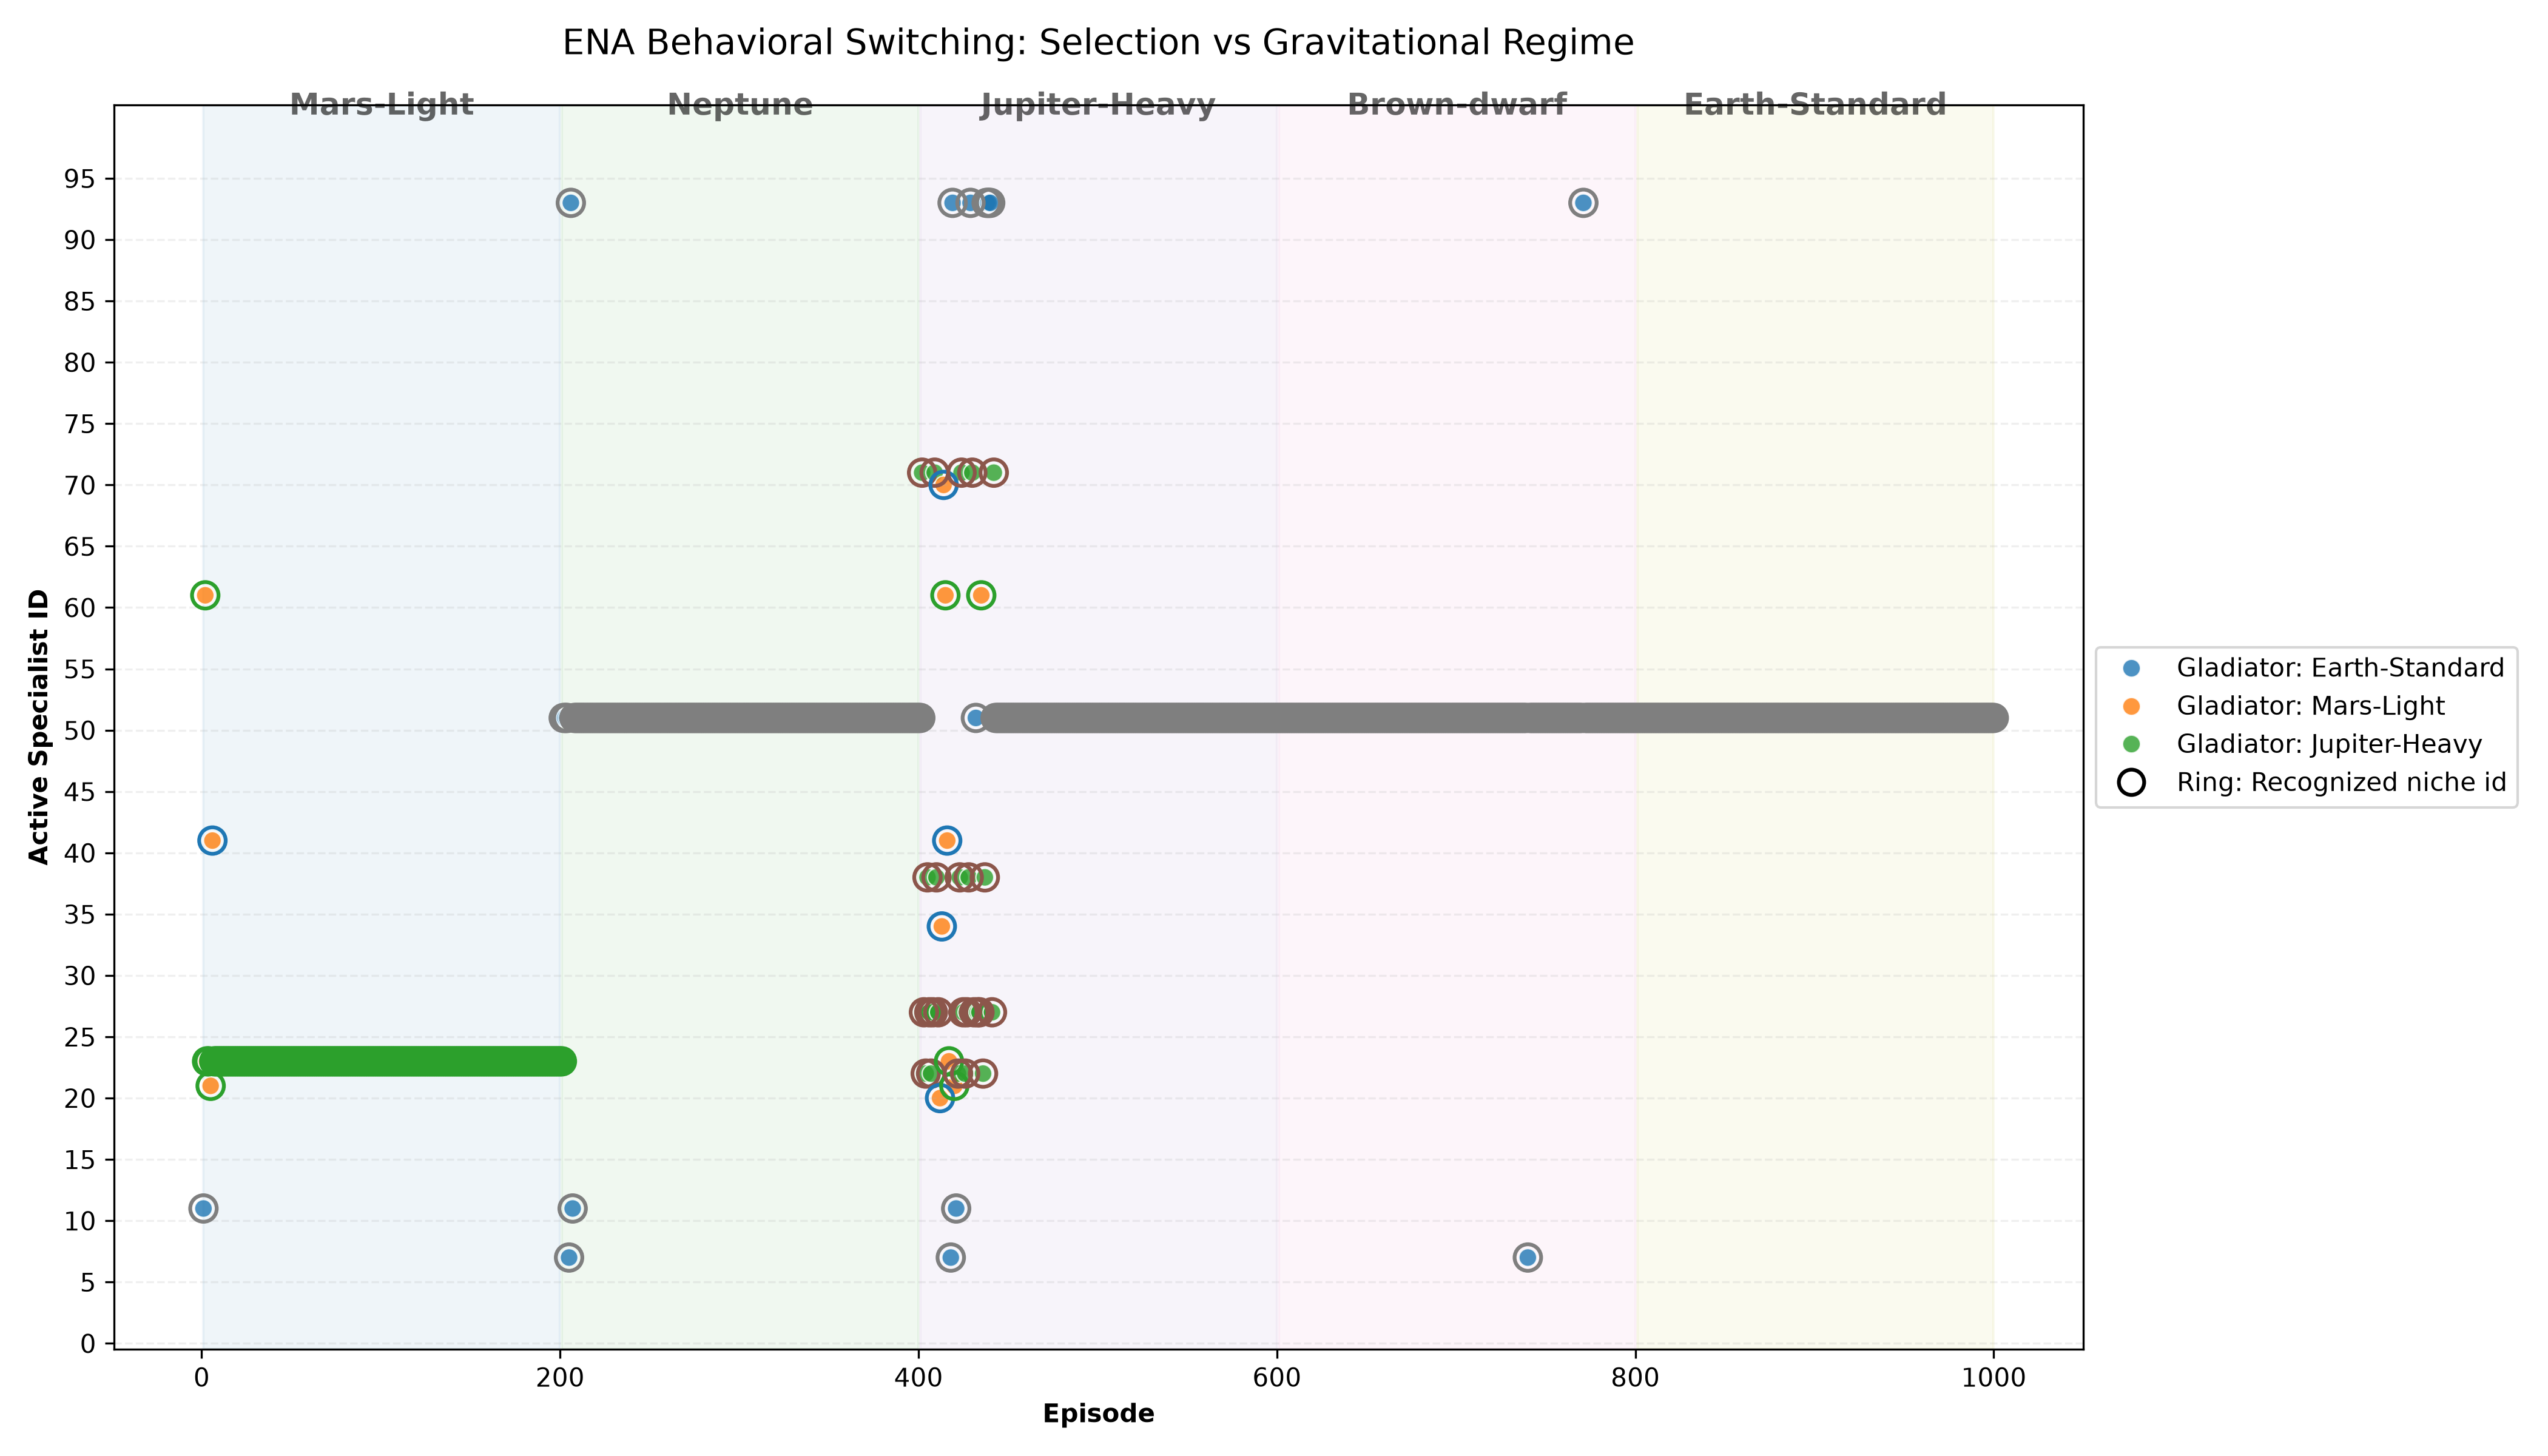 ENA Behavioral Switching: Selection vs Gravitational Regime
Mars-Light
Neptune
Jupiter-Heavy
Brown-dwarf
Earth-Standard
95
90
85
80
75
70
65
60
55
50
45
40
35
30
25
20
15
10
5
0
Active Specialist ID
0
200
400
600
800
1000
Episode
Gladiator: Earth-Standard
Gladiator: Mars-Light
Gladiator: Jupiter-Heavy
Ring: Recognized niche id